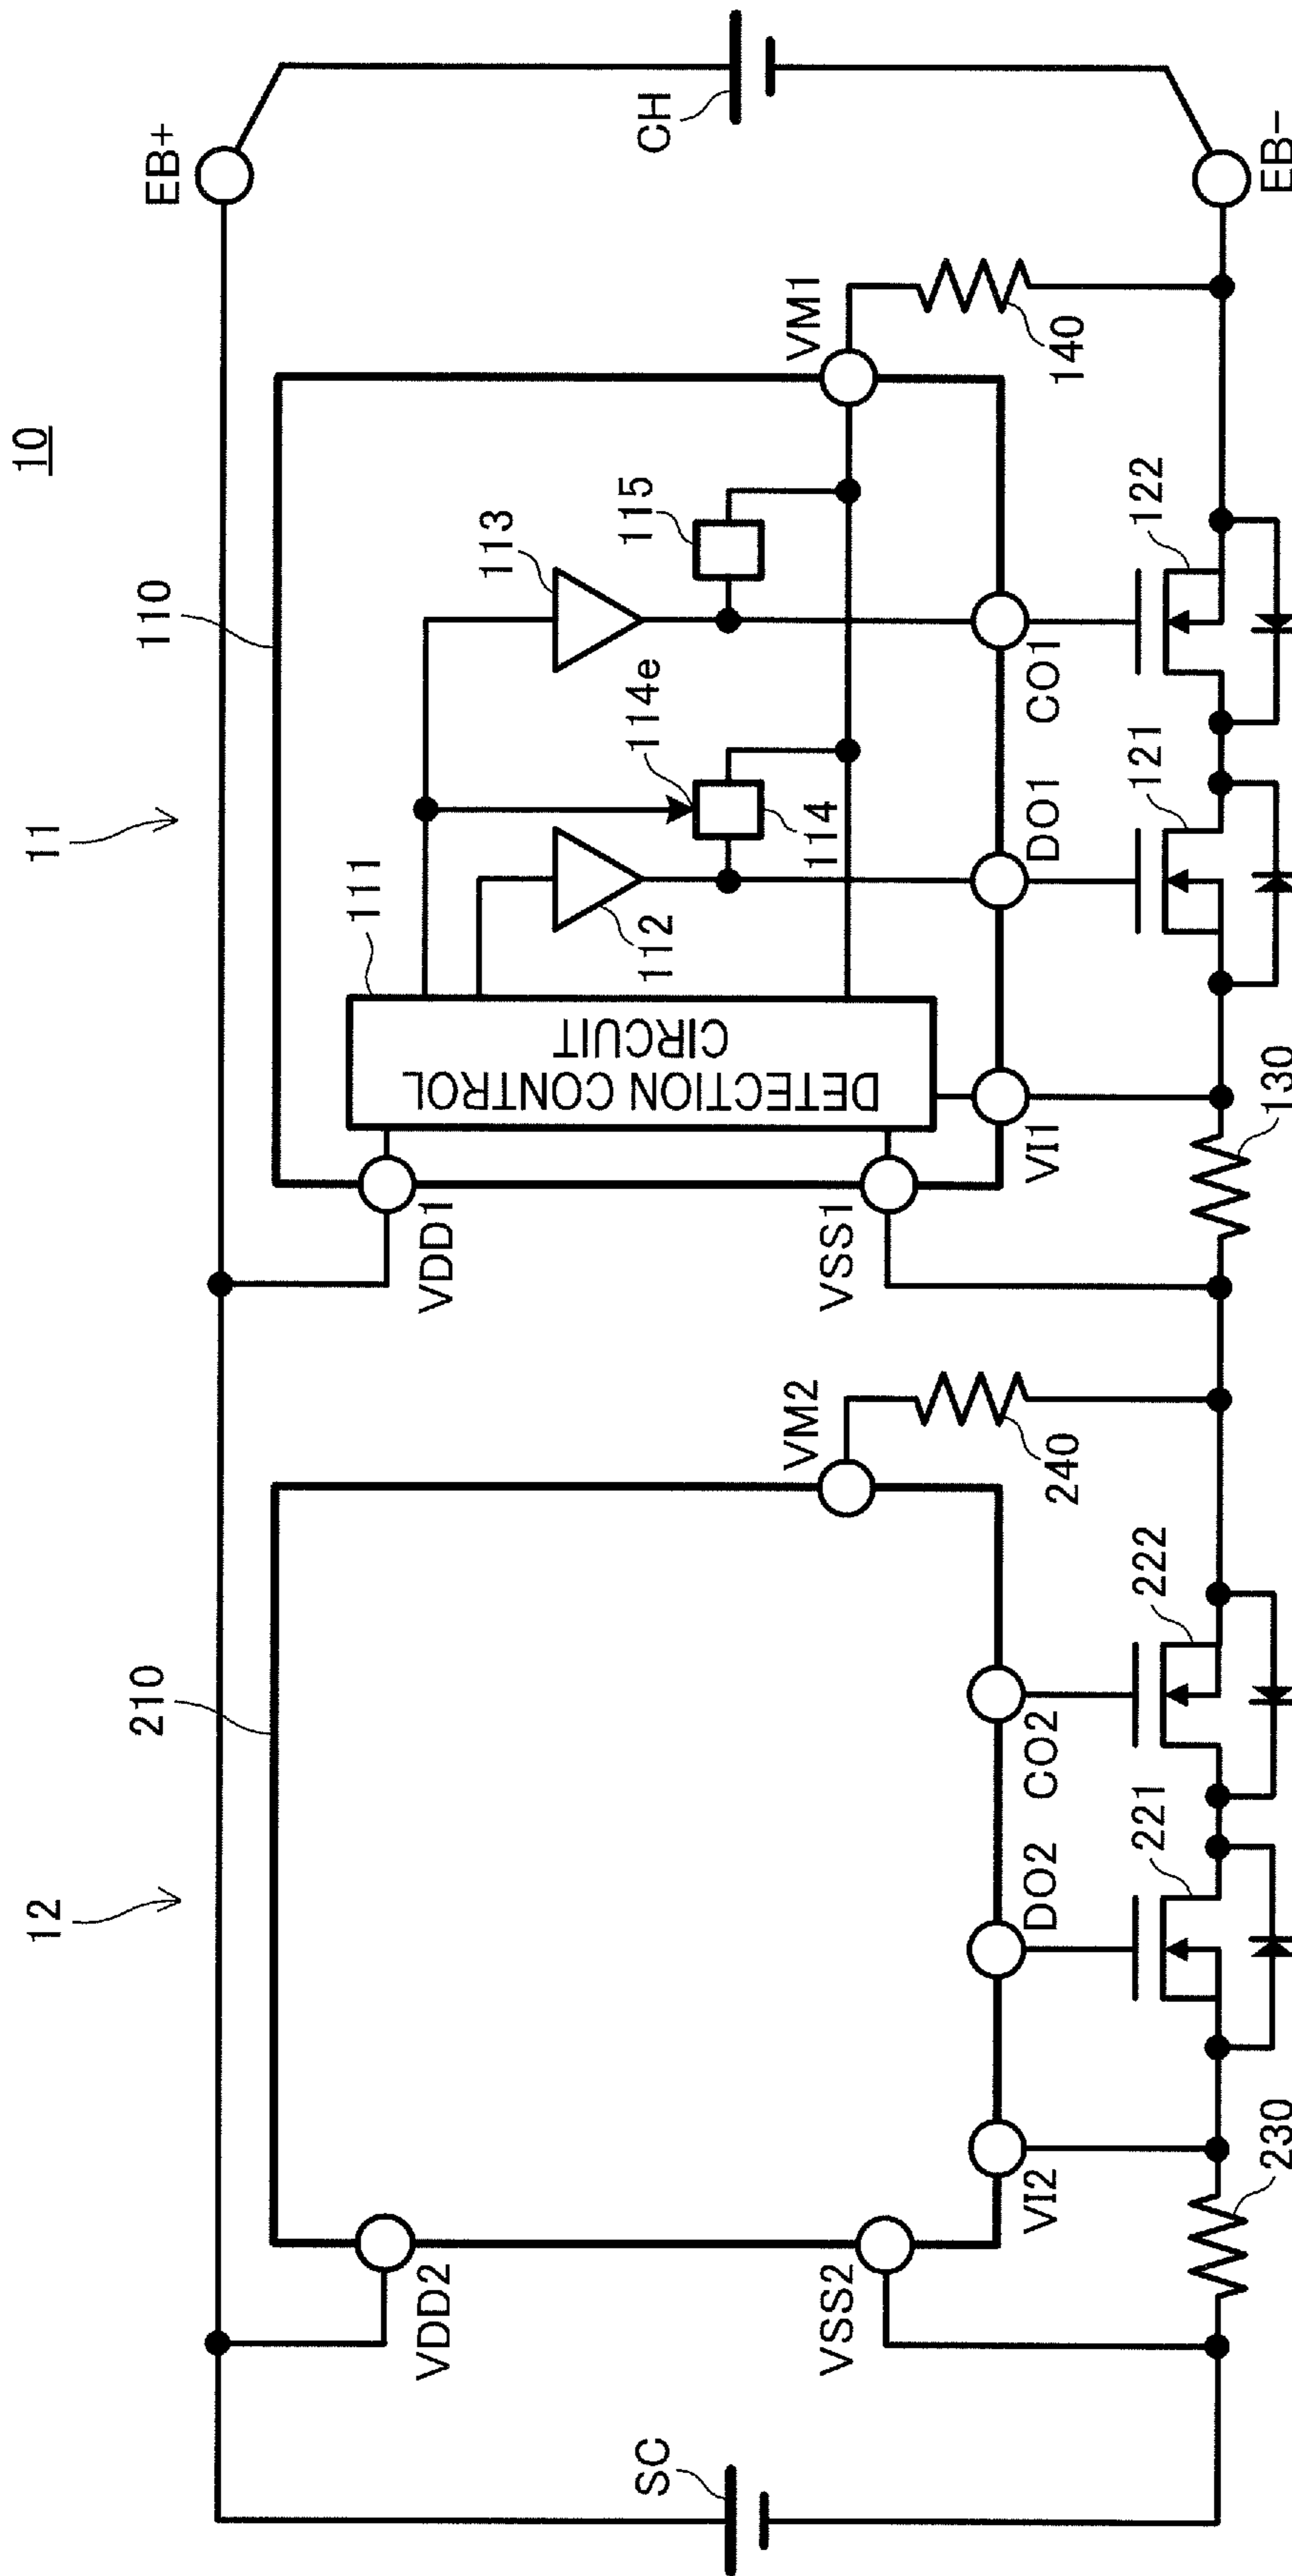 10
11
12
EB+
110
210
111
113
115
114e
112
114
DETECTION CONTROL
CIRCUIT
VDD1
VSS1
VI1
DO1
CO1
VM1
140
CH
SC
VDD2
VSS2
VI2
DO2
CO2
VM2
240
230
221
222
130
121
122
EB-